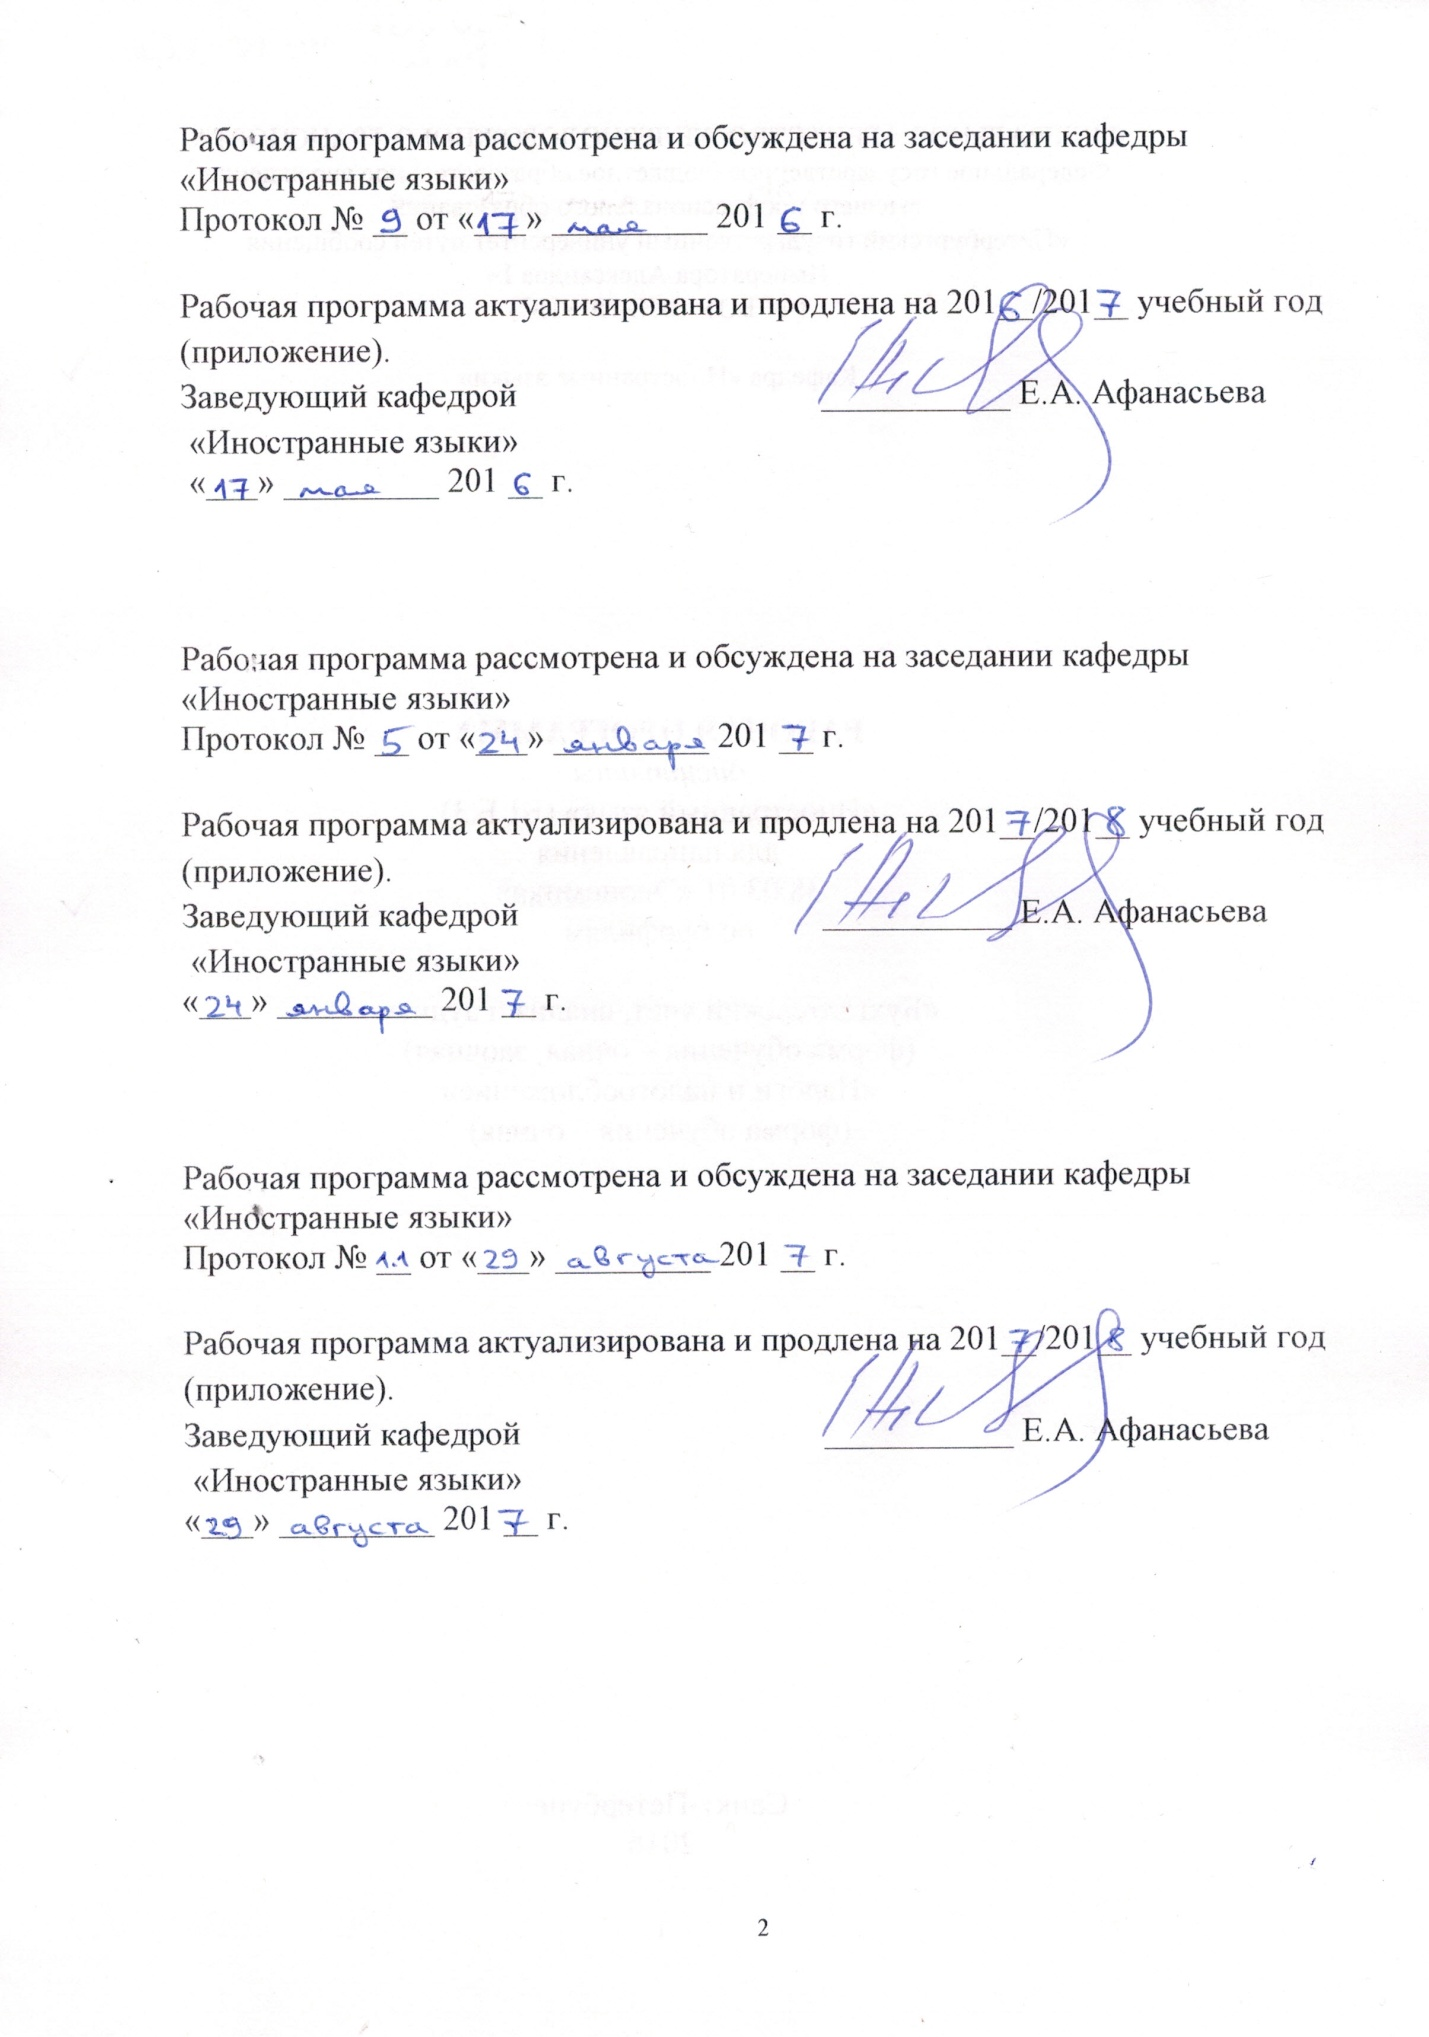 Рабочая программа рассмотрена и обсуждена на заседании кафедры
«Иностранные языки»
Протокол № 9 от «17» мая 2016 г.
Рабочая программа актуализирована и продлена на 2016/2017 учебный год
(приложение).
Заведующий кафедрой Е.А. Афанасьева
«Иностранные языки»
«17» мая 2016 г.
Рабочая программа рассмотрена и обсуждена на заседании кафедры
«Иностранные языки»
Протокол № 5 от «24» января 2017 г.
Рабочая программа актуализирована и продлена на 2017/2018 учебный год
(приложение).
Заведующий кафедрой Е.А. Афанасьева
«Иностранные языки»
«24» января 2017 г.
Рабочая программа рассмотрена и обсуждена на заседании кафедры
«Иностранные языки»
Протокол № 1.1 от «29» августа 2017 г.
Рабочая программа актуализирована и продлена на 2017/2018 учебный год
(приложение).
Заведующий кафедрой Е.А. Афанасьева
«Иностранные языки»
«29» августа 2017 г.
2